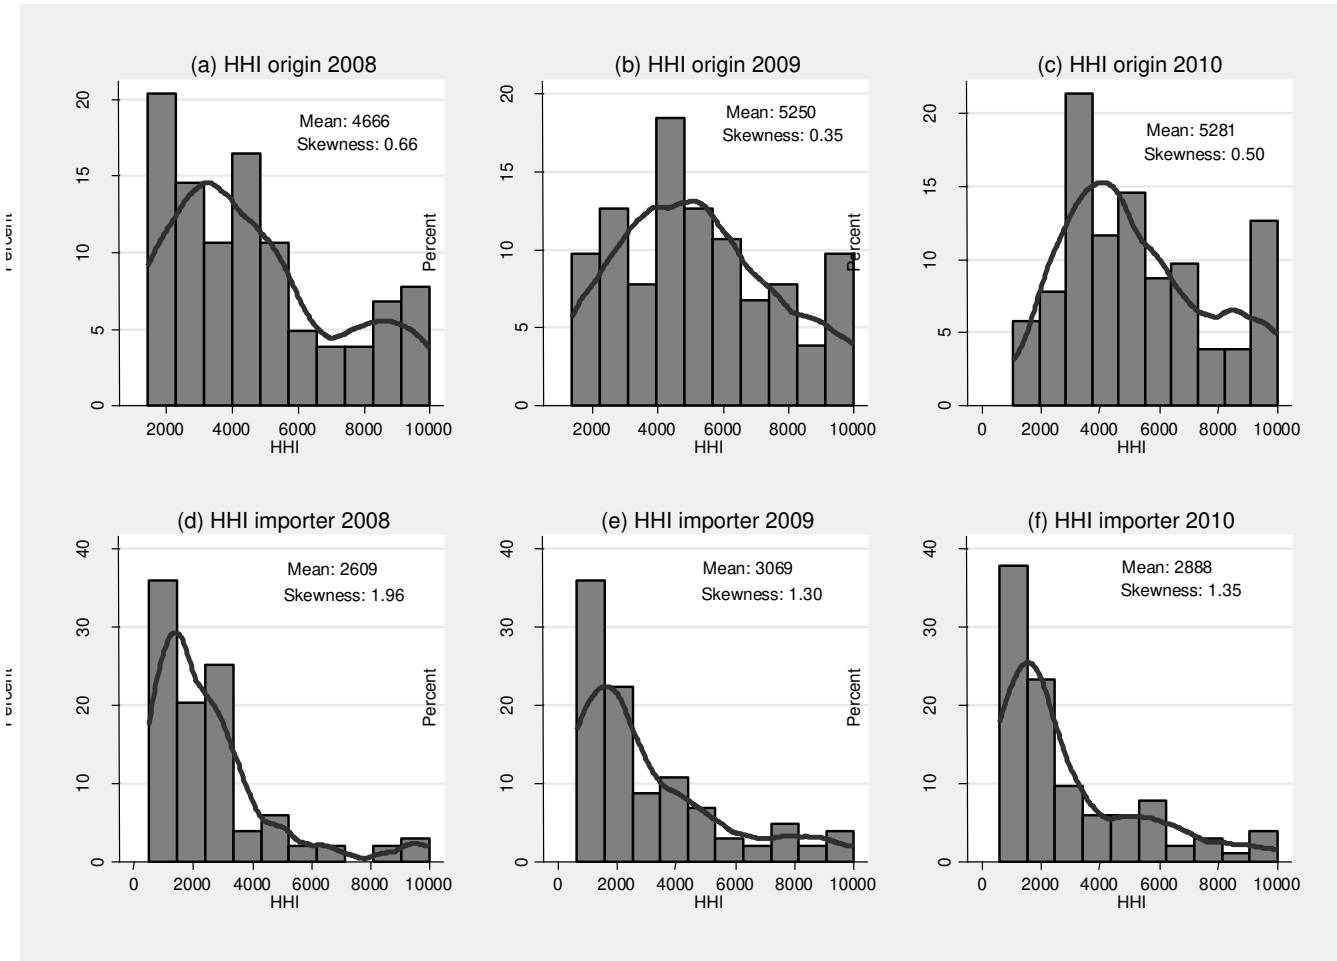 (a) HHI origin 2008
Mean: 4666
Skewness: 0.66
20
15
10
5
0
2000 4000 6000 8000 10000
HHI
Percent
(b) HHI origin 2009
Mean: 5250
Skewness: 0.35
20
15
10
5
0
2000 4000 6000 8000 10000
HHI
Percent
(c) HHI origin 2010
Mean: 5281
Skewness: 0.50
20
15
10
5
0
0 2000 4000 6000 8000 10000
HHI
Percent
(d) HHI importer 2008
Mean: 2609
Skewness: 1.96
40
30
20
10
0
0 2000 4000 6000 8000 10000
HHI
Percent
(e) HHI importer 2009
Mean: 3069
Skewness: 1.30
40
30
20
10
0
0 2000 4000 6000 8000 10000
HHI
Percent
(f) HHI importer 2010
Mean: 2888
Skewness: 1.35
40
30
20
10
0
0 2000 4000 6000 8000 10000
HHI
Percent